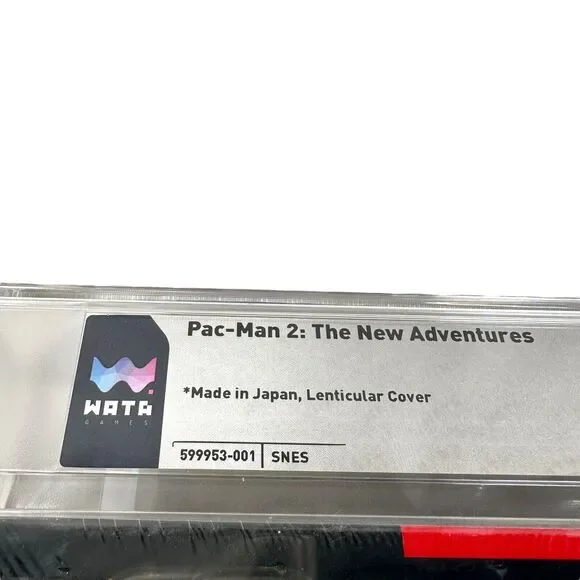 Pac-Man 2: The New Adventures
*Made in Japan, Lenticular Cover
WATA
GAMES
599953-001 | SNES